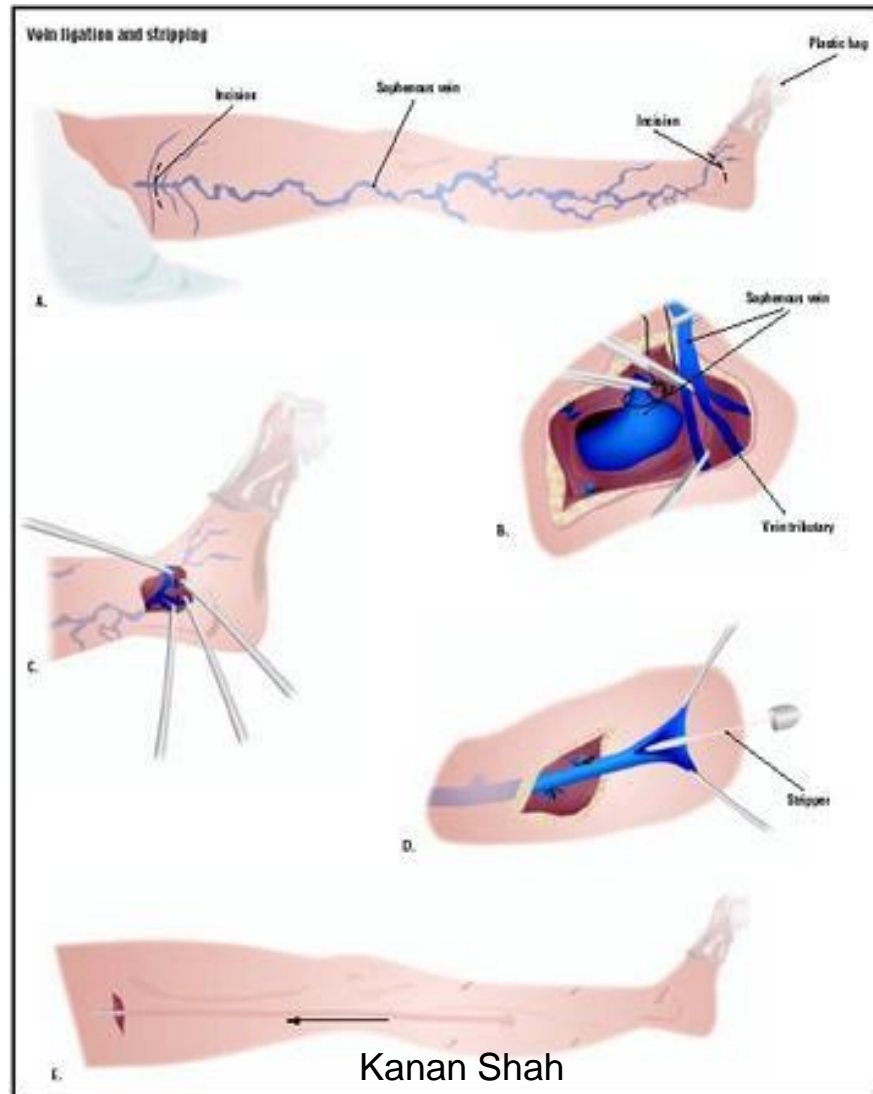 Vein ligation and stripping
Plastic bag
Incision
Saphenous vein
Incision
A.
Saphenous vein
B.
Vein tributary
C.
Stripper
D.
E.
Kanan Shah